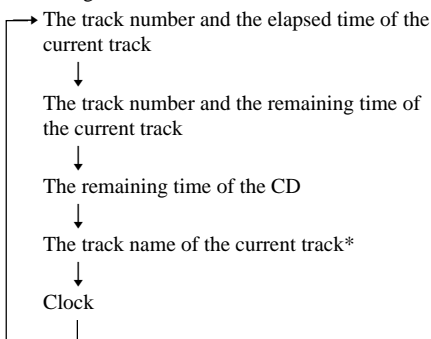 The track number and the elapsed time of the
current track
The track number and the remaining time of
the current track
The remaining time of the CD
The track name of the current track*
Clock